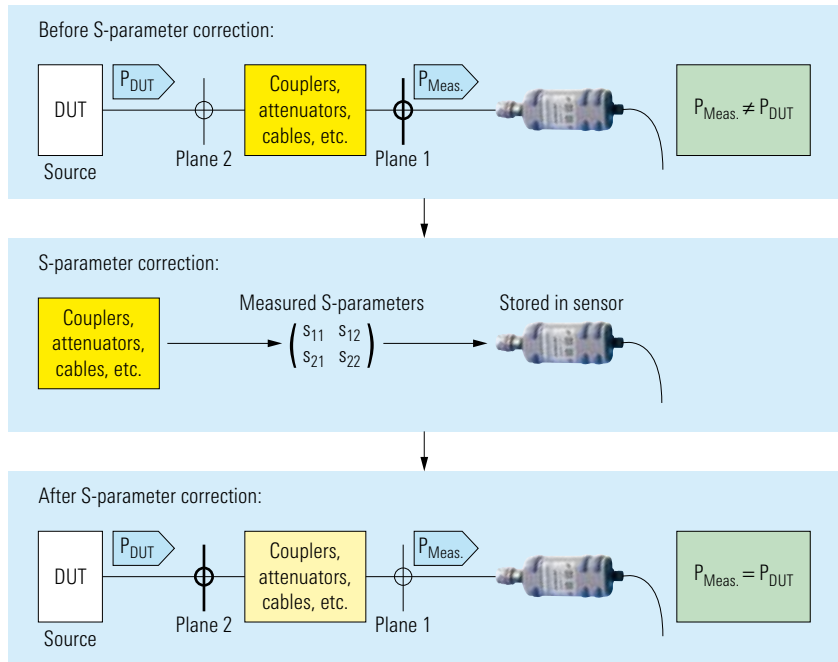 Before S-parameter correction:
DUT
Source
P_DUT
Plane 2
Couplers,
attenuators,
cables, etc.
Plane 1
P_Meas.
P_Meas. ≠ P_DUT
S-parameter correction:
Couplers,
attenuators,
cables, etc.
Measured S-parameters
s11 s12
s21 s22
Stored in sensor
After S-parameter correction:
DUT
Source
P_DUT
Plane 2
Couplers,
attenuators,
cables, etc.
Plane 1
P_Meas.
P_Meas. = P_DUT